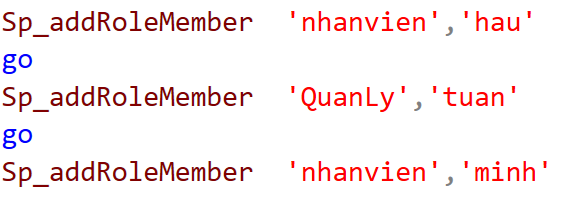 Sp_addRoleMember  'nhanvien','hau'
go
Sp_addRoleMember  'QuanLy','tuan'
go
Sp_addRoleMember  'nhanvien','minh'